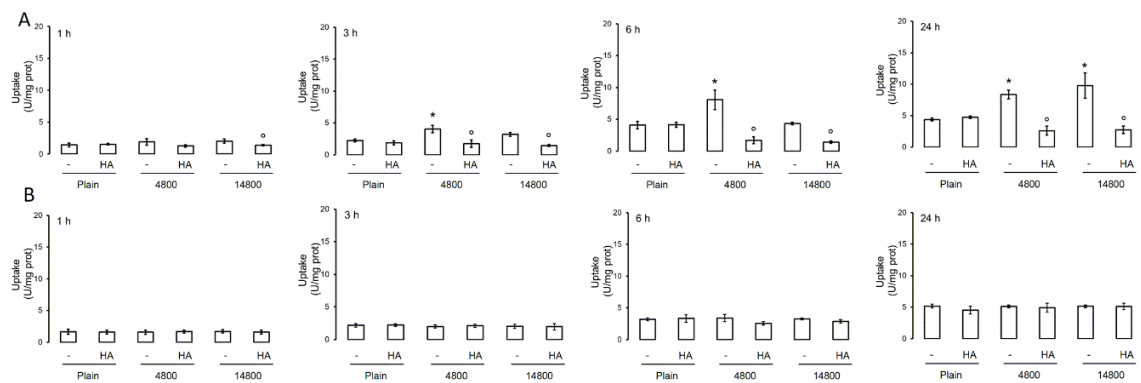 A
1 h
Uptake
(U/mg prot)
20
15
10
5
0
- HA - HA - HA
Plain 4800 14800
3 h
Uptake
(U/mg prot)
20
15
10
5
0
*
- HA - HA - HA
Plain 4800 14800
6 h
Uptake
(U/mg prot)
20
15
10
5
0
*
- HA - HA - HA
Plain 4800 14800
24 h
Uptake
(U/mg prot)
20
15
10
5
0
* *
- HA - HA - HA
Plain 4800 14800
B
1 h
Uptake
(U/mg prot)
20
15
10
5
0
- HA - HA - HA
Plain 4800 14800
3 h
Uptake
(U/mg prot)
20
15
10
5
0
- HA - HA - HA
Plain 4800 14800
6 h
Uptake
(U/mg prot)
20
15
10
5
0
- HA - HA - HA
Plain 4800 14800
24 h
Uptake
(U/mg prot)
20
15
10
5
0
- HA - HA - HA
Plain 4800 14800